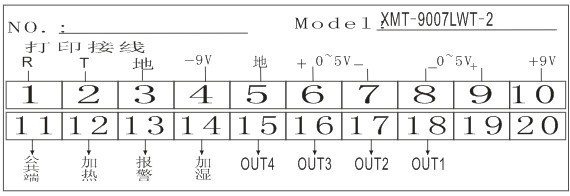 NO.: Model: XMT-9007LWT-2
打印接线
R T 地 -9V 地 + 0~5V - - 0~5V + +9V
1 2 3 4 5 6 7 8 9 10
11 12 13 14 15 16 17 18 19 20
公共端 加热 报警 加湿 OUT4 OUT3 OUT2 OUT1